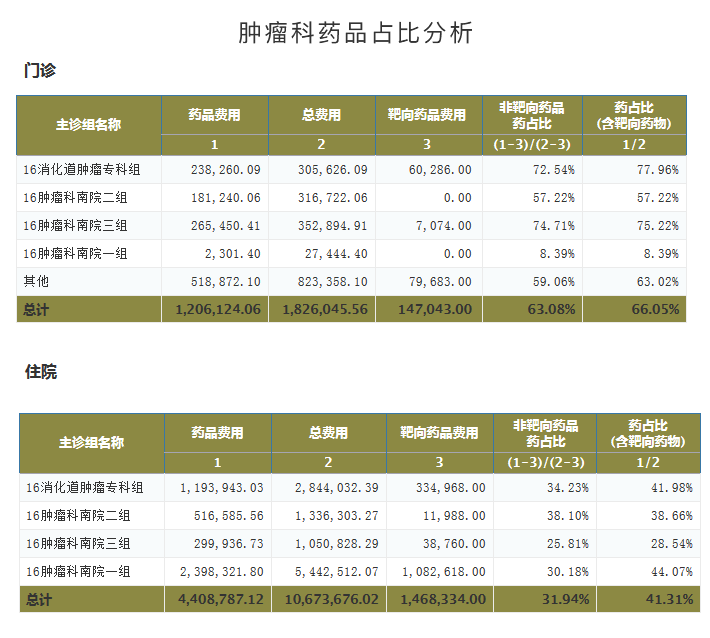 肿瘤科药品占比分析
门诊
主诊组名称 药品费用 总费用 靶向药品费用 非靶向药品药占比 药占比(含靶向药物)
1 2 3 (1-3)/(2-3) 1/2
16消化道肿瘤专科组 238,260.09 305,626.09 60,286.00 72.54% 77.96%
16肿瘤科南院二组 181,240.06 316,722.06 0.00 57.22% 57.22%
16肿瘤科南院三组 265,450.41 352,894.91 7,074.00 74.71% 75.22%
16肿瘤科南院一组 2,301.40 27,444.40 0.00 8.39% 8.39%
其他 518,872.10 823,358.10 79,683.00 59.06% 63.02%
总计 1,206,124.06 1,826,045.56 147,043.00 63.08% 66.05%
住院
主诊组名称 药品费用 总费用 靶向药品费用 非靶向药品药占比 药占比(含靶向药物)
1 2 3 (1-3)/(2-3) 1/2
16消化道肿瘤专科组 1,193,943.03 2,844,032.39 334,968.00 34.23% 41.98%
16肿瘤科南院二组 516,585.56 1,336,303.27 11,988.00 38.10% 38.66%
16肿瘤科南院三组 299,936.73 1,050,828.29 38,760.00 25.81% 28.54%
16肿瘤科南院一组 2,398,321.80 5,442,512.07 1,082,618.00 30.18% 44.07%
总计 4,408,787.12 10,673,676.02 1,468,334.00 31.94% 41.31%